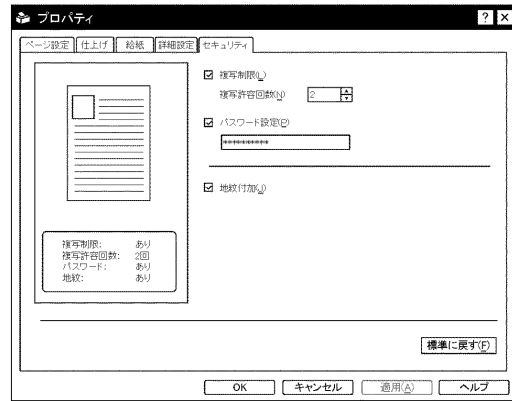 プロパティ
ページ設定 仕上げ 給紙 詳細設定 セキュリティ
複写制限(L)
複写許容回数(N) 2
パスワード設定(P)
**********
地紋付加(J)
複写制限: あり
複写許容回数: 2回
パスワード: あり
地紋: あり
標準に戻す(F)
OK キャンセル 適用(A) ヘルプ